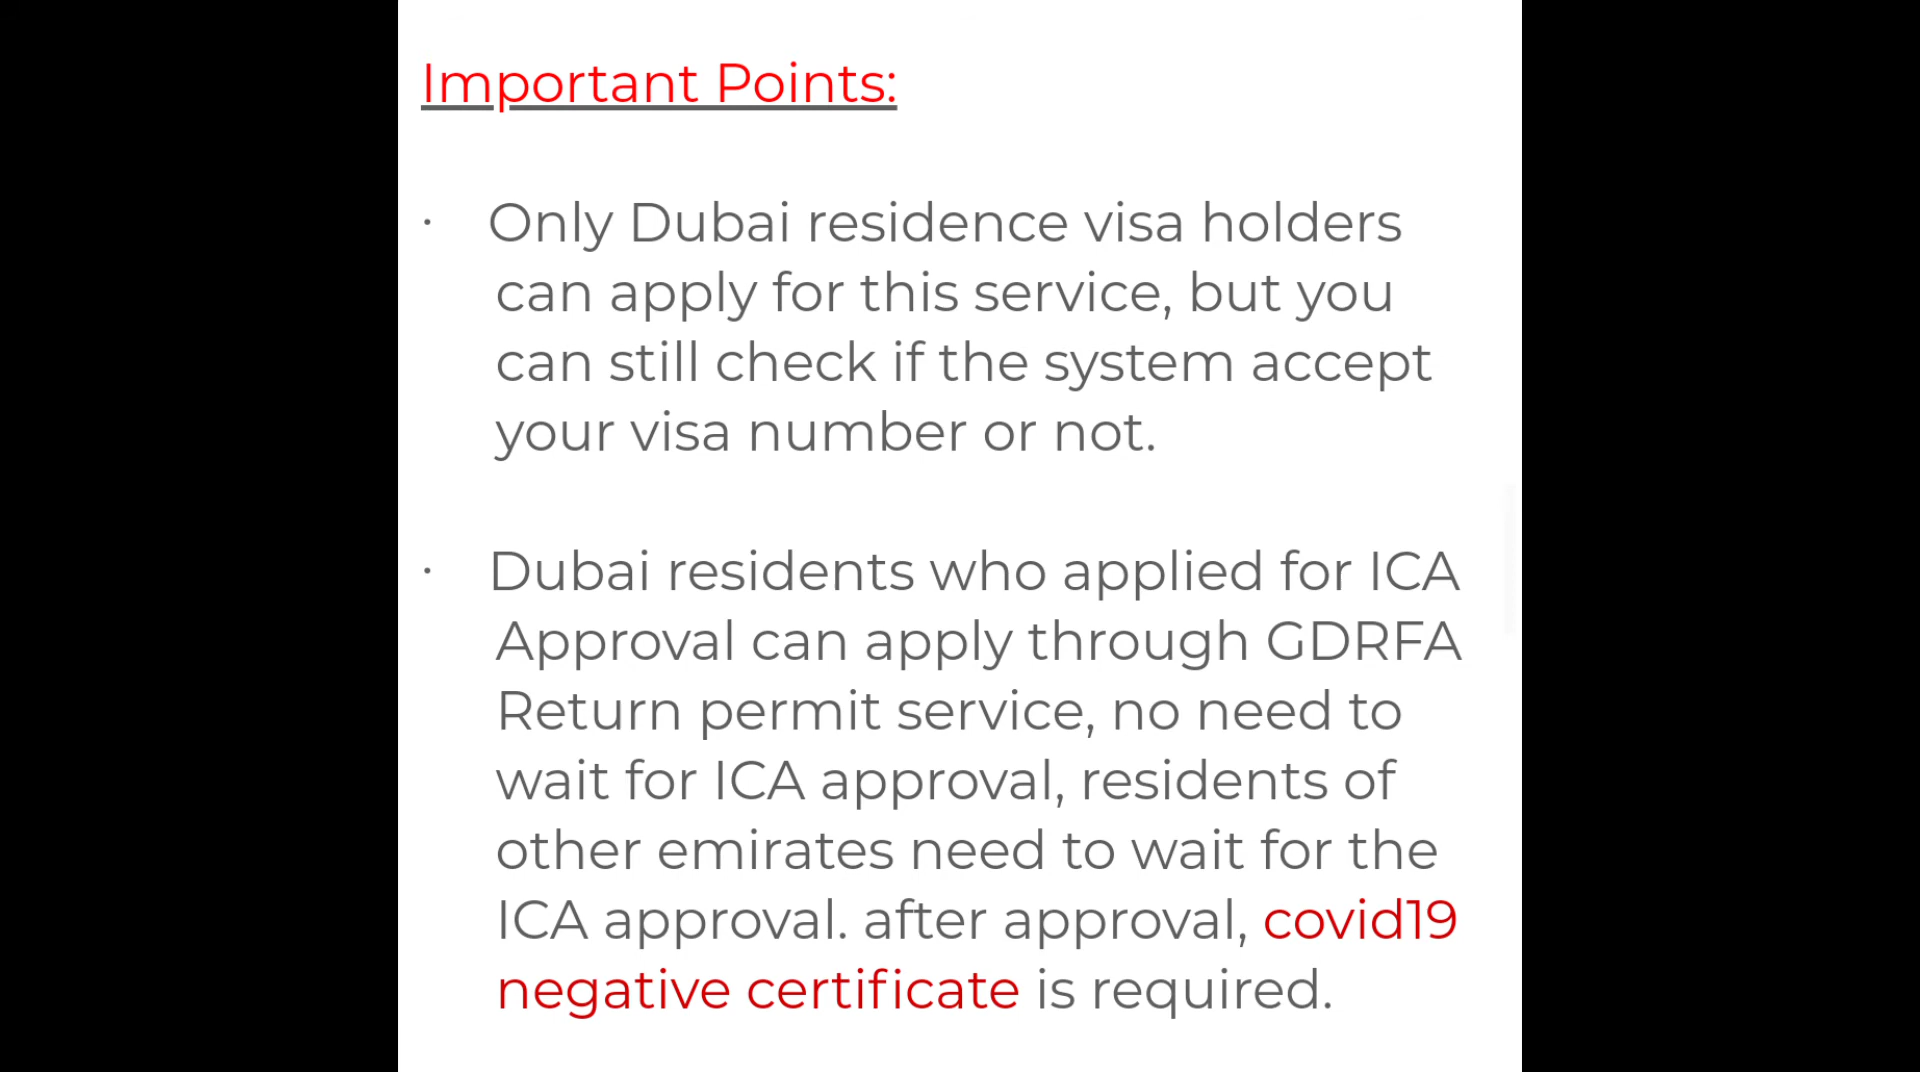 Important Points:
· Only Dubai residence visa holders
can apply for this service, but you
can still check if the system accept
your visa number or not.
· Dubai residents who applied for ICA
Approval can apply through GDRFA
Return permit service, no need to
wait for ICA approval, residents of
other emirates need to wait for the
ICA approval. after approval, covid19
negative certificate is required.